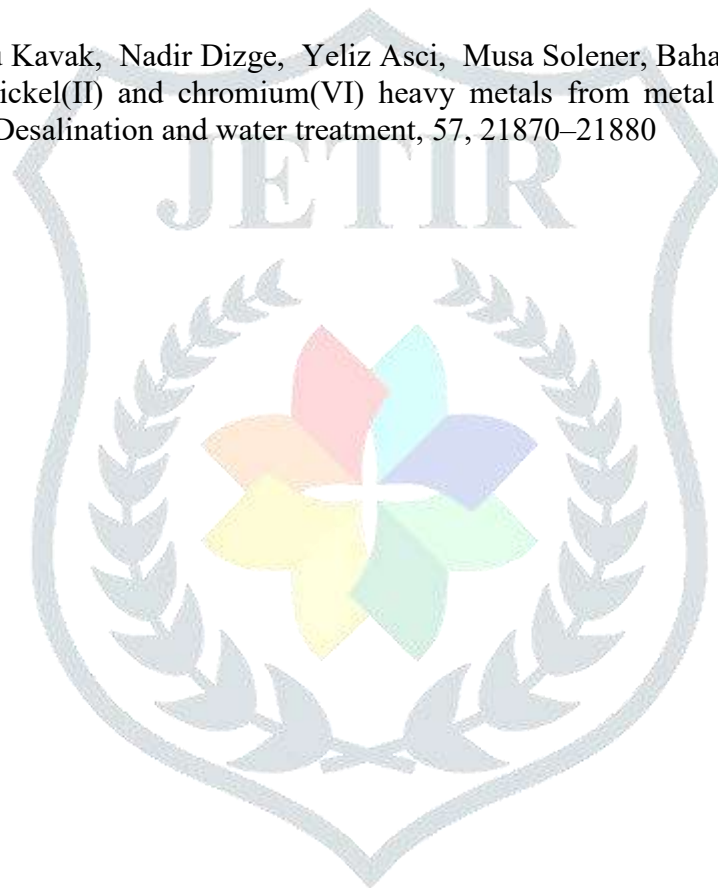 u Kavak, Nadir Dizge, Yeliz Asci, Musa Solener, Baha
ickel(II) and chromium(VI) heavy metals from metal
Desalination and water treatment, 57, 21870–21880
JETIR